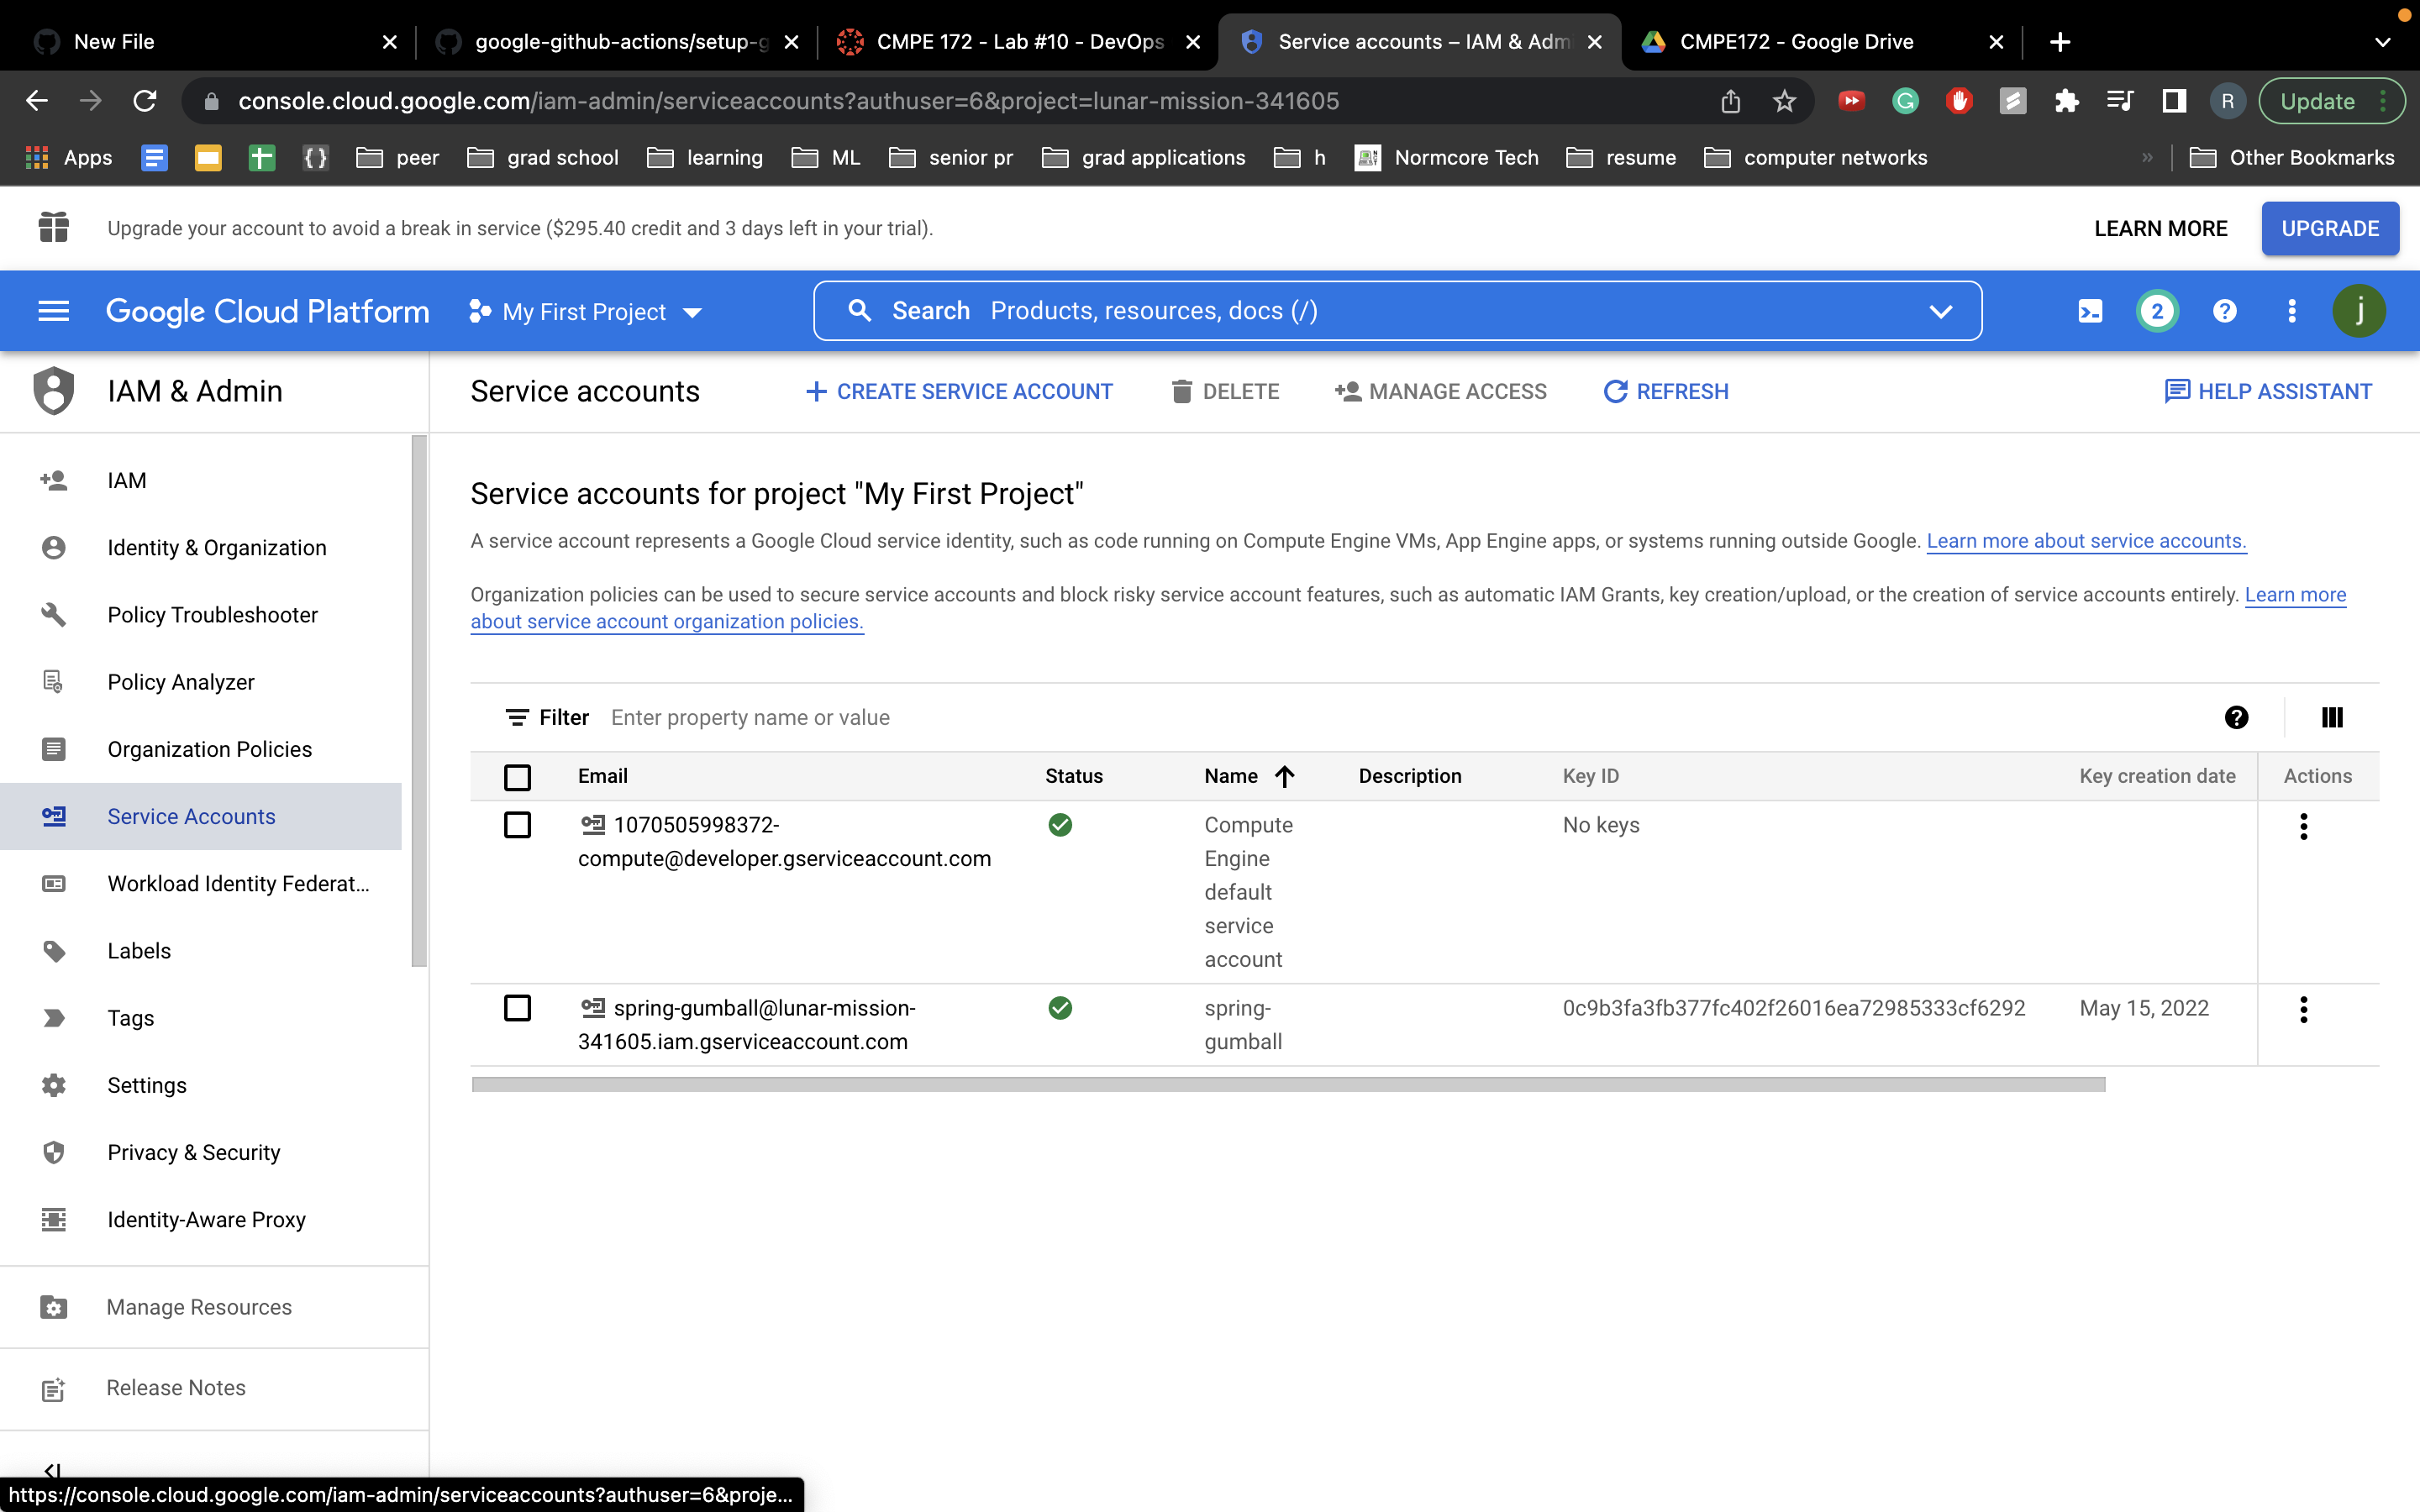 New File
google-github-actions/setup-g
CMPE 172 - Lab #10 - DevOps
Service accounts – IAM & Adm
CMPE172 - Google Drive
console.cloud.google.com/iam-admin/serviceaccounts?authuser=6&project=lunar-mission-341605
R
Update
Apps
peer
grad school
learning
ML
senior pr
grad applications
h
Normcore Tech
resume
computer networks
»
Other Bookmarks
Upgrade your account to avoid a break in service ($295.40 credit and 3 days left in your trial).
LEARN MORE
UPGRADE
Google Cloud Platform
My First Project
Search Products, resources, docs (/)
2
j
IAM & Admin
Service accounts
CREATE SERVICE ACCOUNT
DELETE
MANAGE ACCESS
REFRESH
HELP ASSISTANT
IAM
Identity & Organization
Policy Troubleshooter
Policy Analyzer
Organization Policies
Service Accounts
Workload Identity Federat...
Labels
Tags
Settings
Privacy & Security
Identity-Aware Proxy
Manage Resources
Release Notes
Service accounts for project "My First Project"
A service account represents a Google Cloud service identity, such as code running on Compute Engine VMs, App Engine apps, or systems running outside Google. Learn more about service accounts.
Organization policies can be used to secure service accounts and block risky service account features, such as automatic IAM Grants, key creation/upload, or the creation of service accounts entirely. Learn more
about service account organization policies.
Filter Enter property name or value
Email Status Name Description Key ID Key creation date Actions
1070505998372-
compute@developer.gserviceaccount.com
Compute
Engine
default
service
account
No keys
spring-gumball@lunar-mission-
341605.iam.gserviceaccount.com
spring-
gumball
0c9b3fa3fb377fc402f26016ea72985333cf6292
May 15, 2022
https://console.cloud.google.com/iam-admin/serviceaccounts?authuser=6&proje...